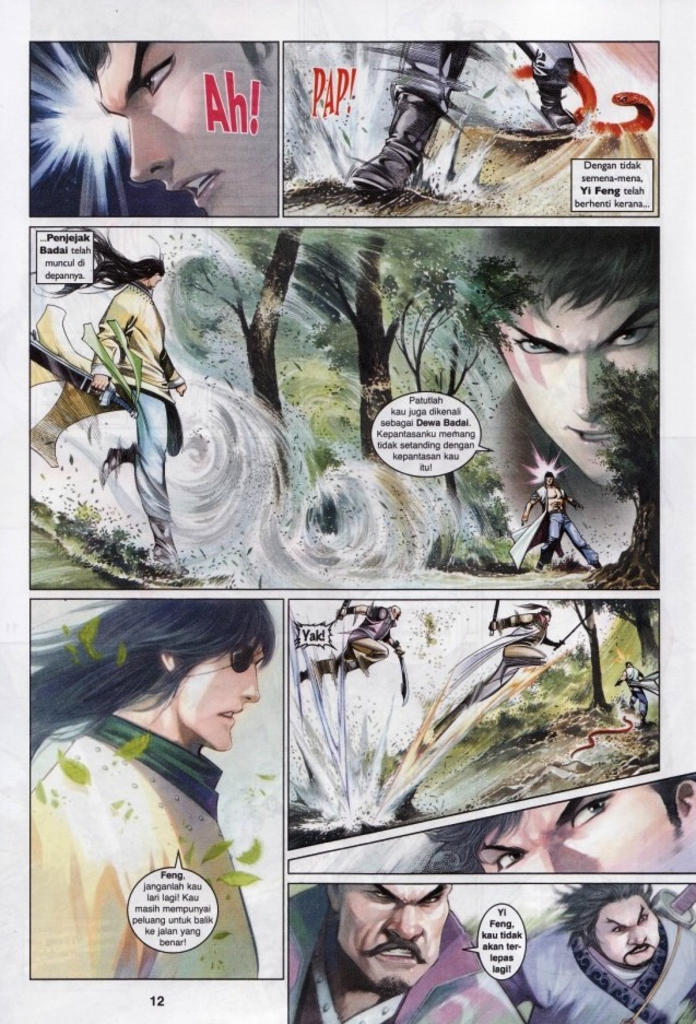 Ah!
PAP!
Dengan tidak
semena-mena,
Yi Feng telah
berhenti kerana...
...Penjejak
Badai telah
muncul di
depannya.
Patutlah
kau juga dikenali
sebagai Dewa Badai.
Kepantasanku memang
tidak setanding dengan
kepantasan kau
itu!
Feng,
janganlah kau
lari lagi! Kau
masih mempunyai
peluang untuk balik
ke jalan yang
benar!
Yak!
Yi
Feng,
kau tidak
akan ter-
lepas
lagi!
12